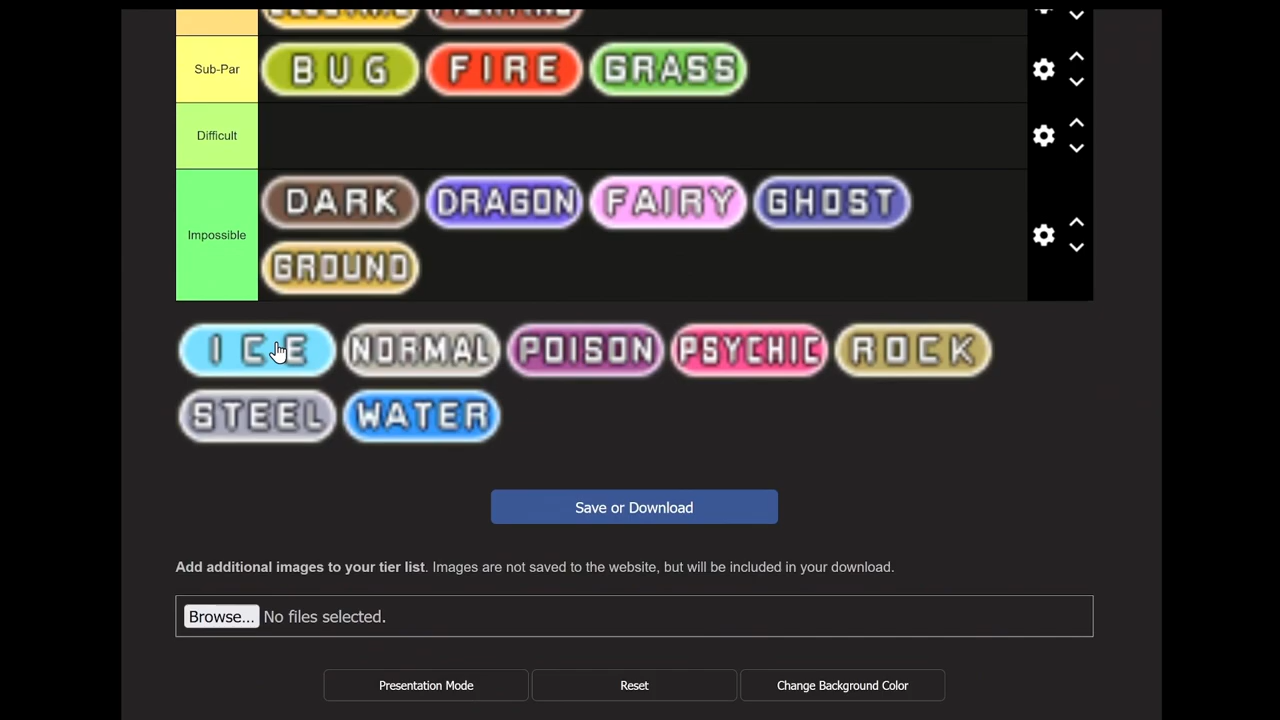 Sub-Par
BUG FIRE GRASS
Difficult
Impossible
DARK DRAGON FAIRY GHOST
GROUND
ICE NORMAL POISON PSYCHIC ROCK
STEEL WATER
Save or Download
Add additional images to your tier list. Images are not saved to the website, but will be included in your download.
Browse... No files selected.
Presentation Mode Reset Change Background Color